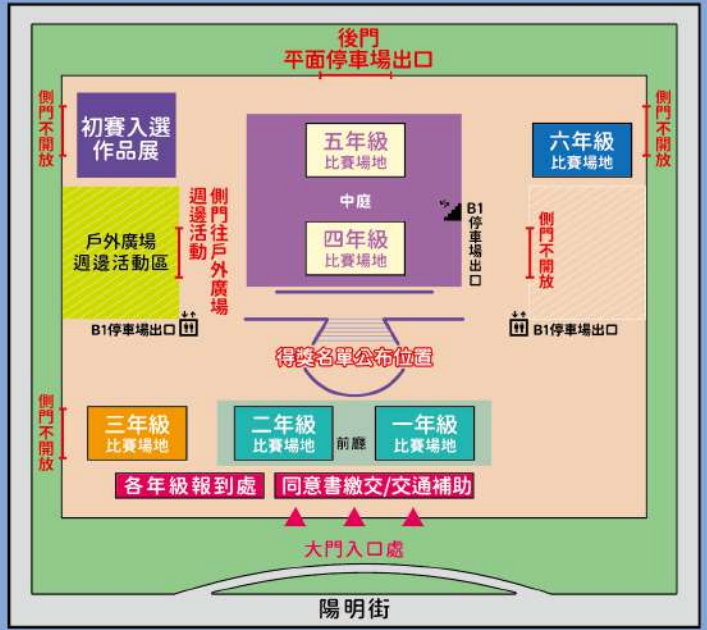 後門
平面停車場出口
側門不開放
初賽入選
作品展
五年級
比賽場地
中庭
四年級
比賽場地
六年級
比賽場地
側門不開放
戶外廣場
週邊活動區
側門往戶外廣場
週邊活動
B1
停車場出口
側門不開放
B1停車場出口
B1停車場出口
得獎名單公布位置
側門不開放
三年級
比賽場地
二年級
比賽場地
前廳
一年級
比賽場地
各年級報到處
同意書繳交/交通補助
大門入口處
陽明街